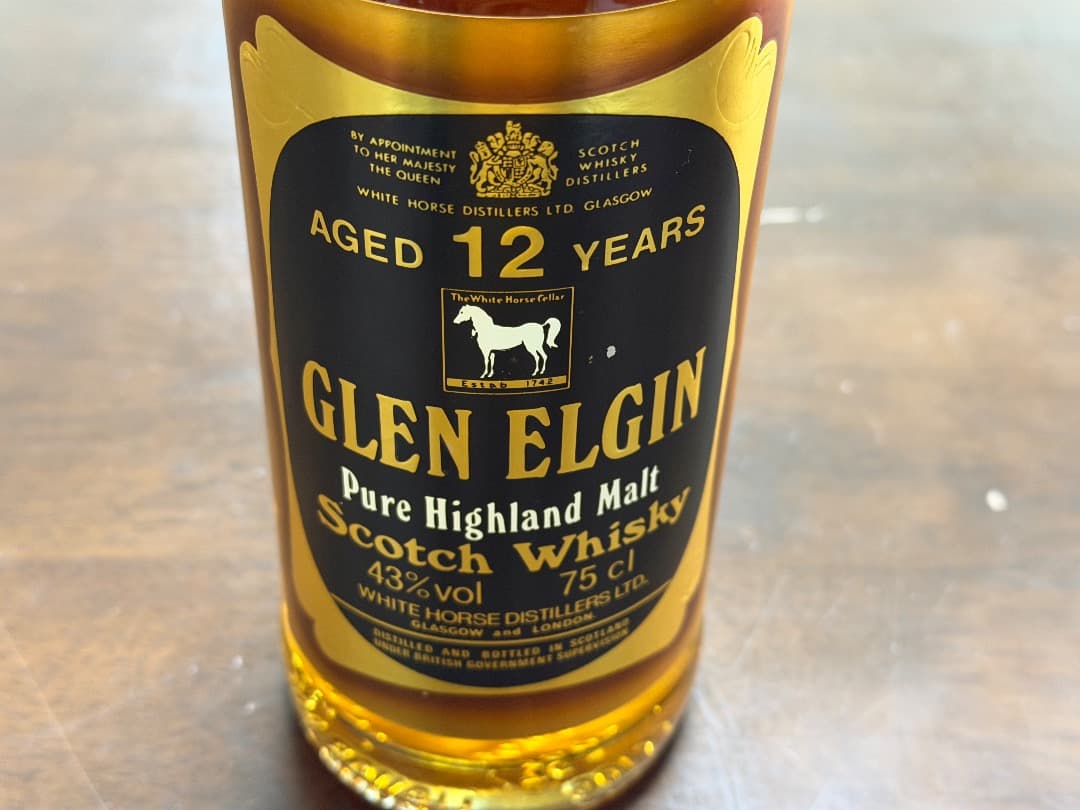 BY APPOINTMENT
TO HER MAJESTY
THE QUEEN
SCOTCH
WHISKY
DISTILLERS
WHITE HORSE DISTILLERS LTD. GLASGOW
AGED 12 YEARS
The White Horse Cellar
Estab 1742
GLEN ELGIN
Pure Highland Malt
Scotch Whisky
43% vol 75 cl
WHITE HORSE DISTILLERS LTD.
GLASGOW and LONDON
DISTILLED AND BOTTLED IN SCOTLAND
UNDER BRITISH GOVERNMENT SUPERVISION